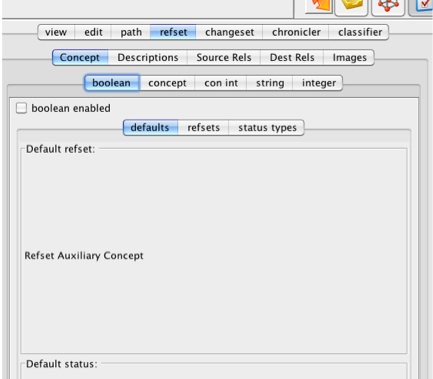 view edit path refset changeset chronicler classifier
Concept Descriptions Source Rels Dest Rels Images
boolean concept con int string integer
boolean enabled
defaults refsets status types
Default refset:
Refset Auxiliary Concept
Default status: